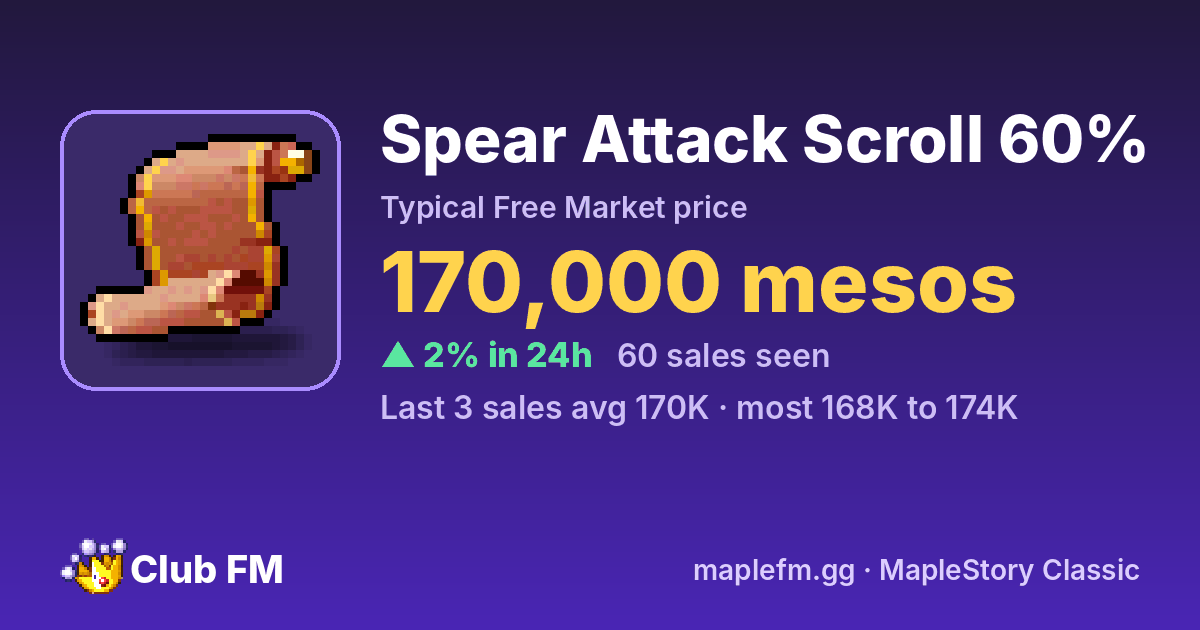 Spear Attack Scroll 60%
Typical Free Market price
170,000 mesos
▲ 2% in 24h 60 sales seen
Last 3 sales avg 170K · most 168K to 174K
Club FM
maplefm.gg · MapleStory Classic